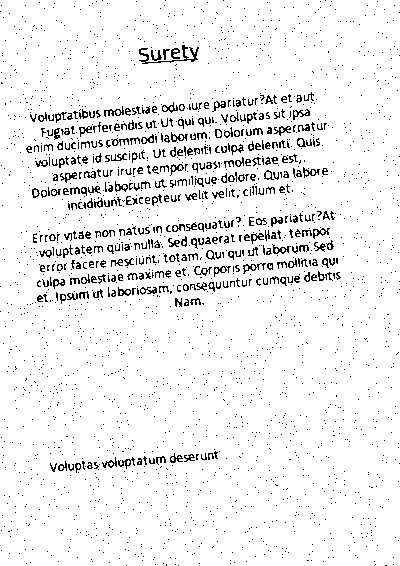 Surety
Voluptatibus molestiae odio iure pariatur?At et aut.
Fugiat perferendis ut Ut qui qui. Voluptas sit ipsa
enim ducimus commodi laborum. Dolorum aspernatur
voluptate id suscipit. Ut deleniti culpa deleniti. Quis
aspernatur irure tempor quasi molestiae est,.
Doloremque laborum ut similique dolore. Quia labore
incididunt Excepteur velit velit, cillum et.
Error vitae non natus in consequatur?. Eos pariatur?At
voluptatem quia nulla. Sed quaerat repellat. tempor
error facere nesciunt, totam. Qui qui ut laborum Sed
culpa molestiae maxime et. Corporis porro mollitia qui
et. Ipsum ut laboriosam, consequuntur cumque debitis
Nam.
Voluptas voluptatum deserunt